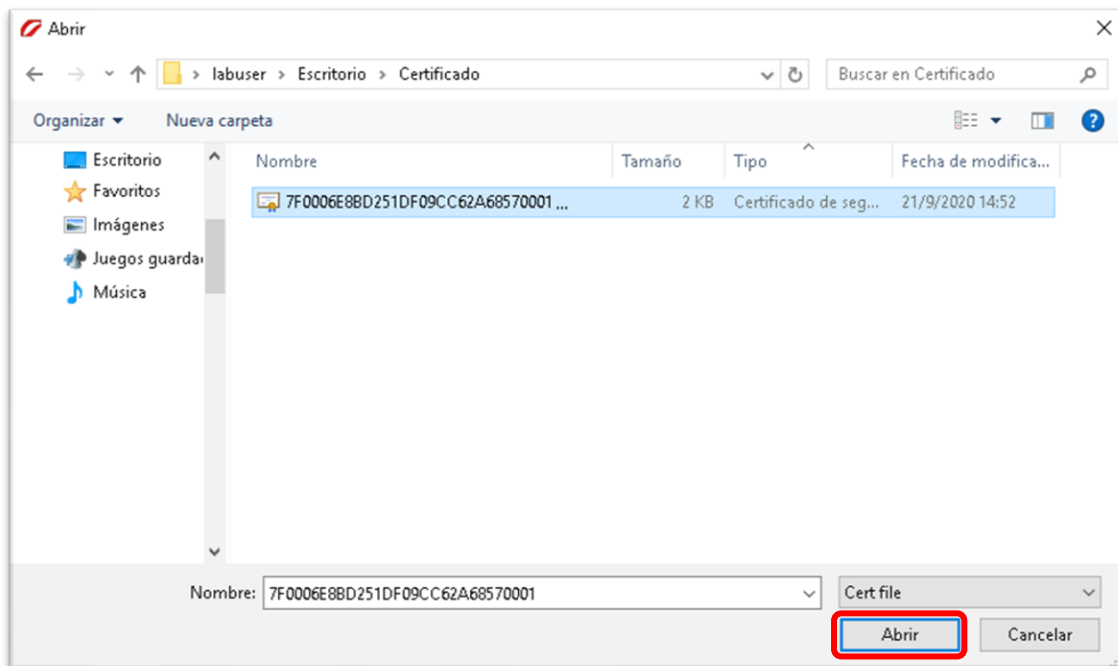 Abrir
labuser > Escritorio > Certificado
Buscar en Certificado
Organizar
Nueva carpeta
Escritorio
Favoritos
Imágenes
Juegos guarda
Música
Nombre Tamaño Tipo Fecha de modifica...
7F0006E8BD251DF09CC62A68570001 ... 2 KB Certificado de seg... 21/9/2020 14:52
Nombre: 7F0006E8BD251DF09CC62A68570001
Cert file
Abrir
Cancelar